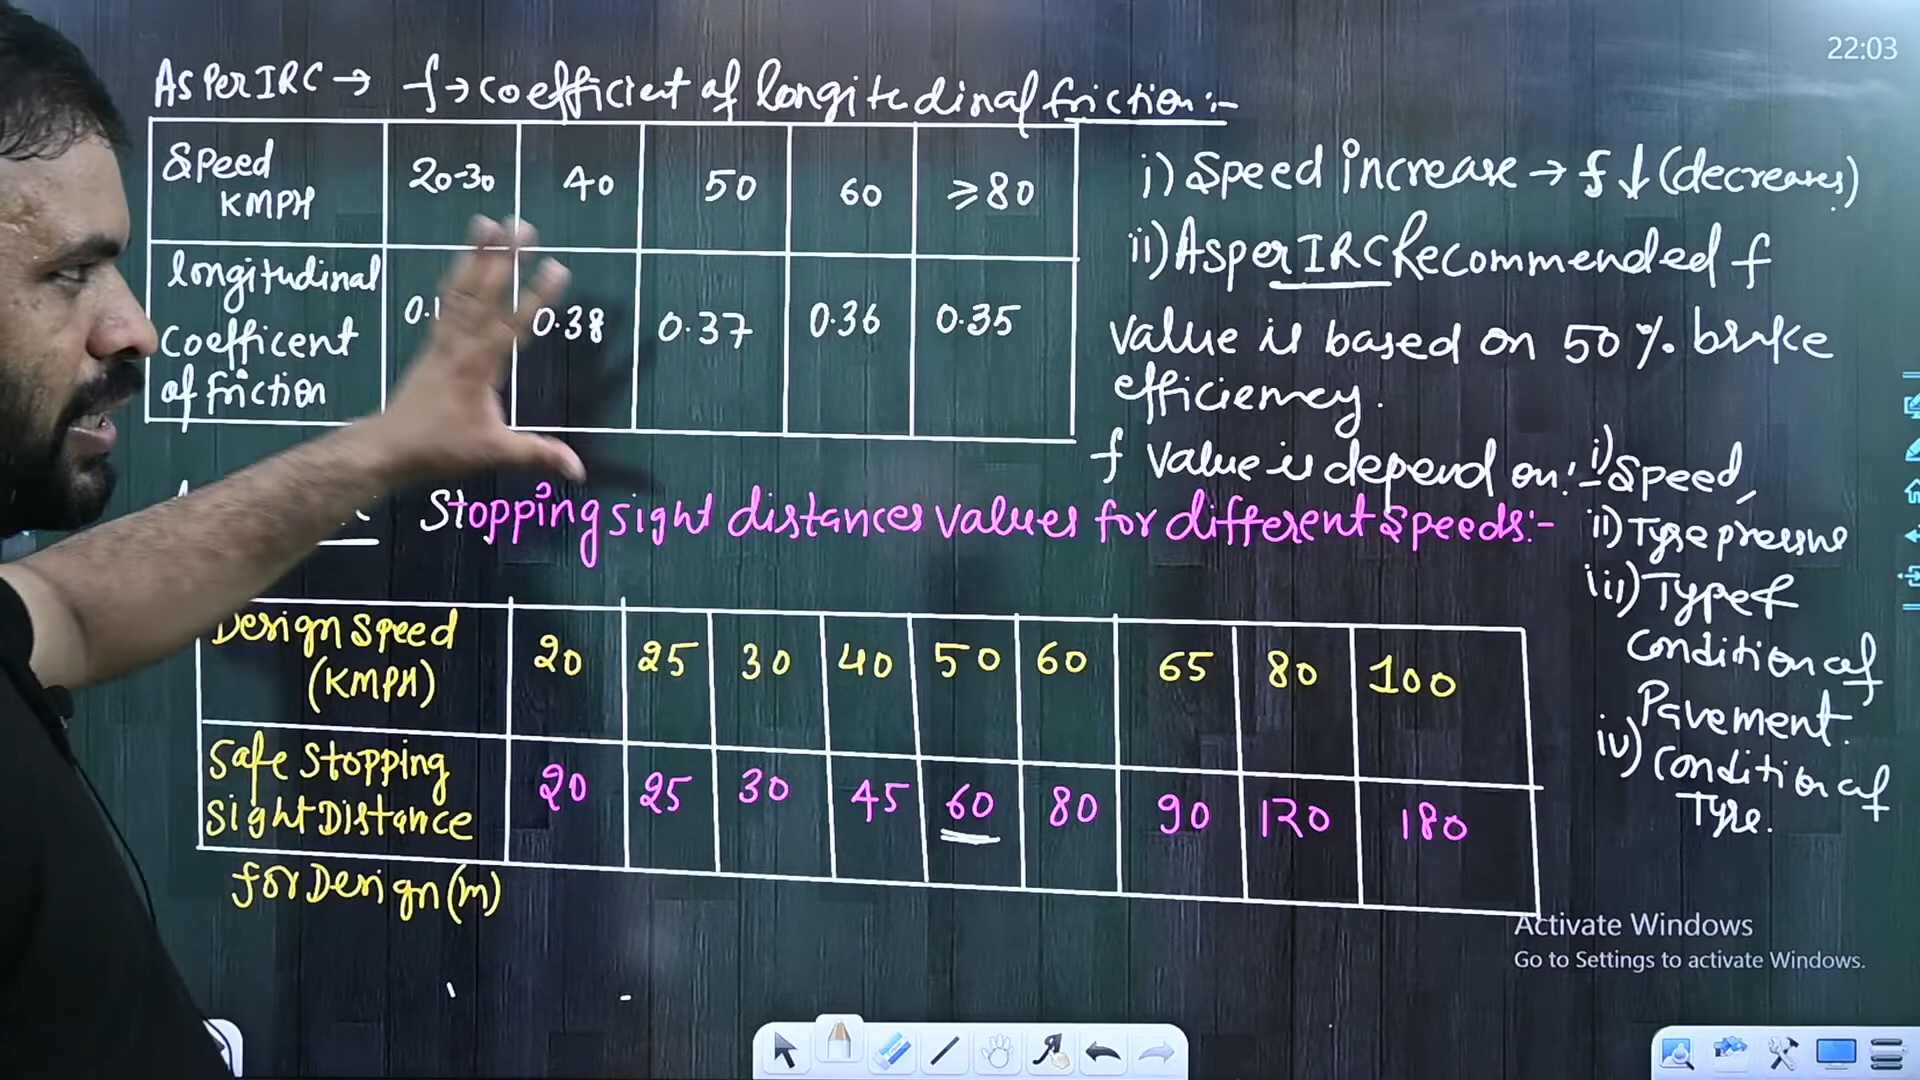 22:03
As Per IRC → f → coefficient of longitudinal friction :-
Speed KMPH 20-30 40 50 60 ≥80
longitudinal coefficent of friction 0.38 0.37 0.36 0.35
i) Speed increase → f ↓ (decreases)
ii) As per IRC Recommended f
value is based on 50 % brake
efficiency.
f value is depend on :- i) Speed,
ii) Tyre pressure
iii) Type of
condition of
Pavement.
iv) Condition of
Tyre.
Stopping sight distances values for different speeds :-
Design Speed (KMPH) 20 25 30 40 50 60 65 80 100
Safe Stopping Sight Distance for Design (m) 20 25 30 45 60 80 90 120 180
Activate Windows
Go to Settings to activate Windows.